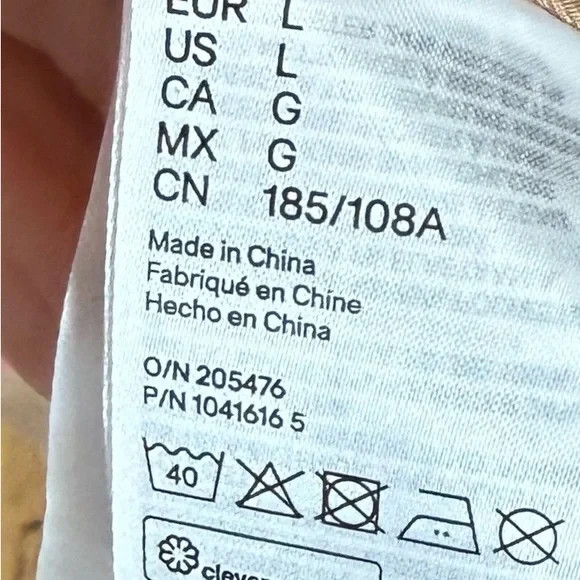 EUR L
US L
CA G
MX G
CN 185/108A
Made in China
Fabriqué en Chine
Hecho en China
O/N 205476
P/N 1041616 5
40